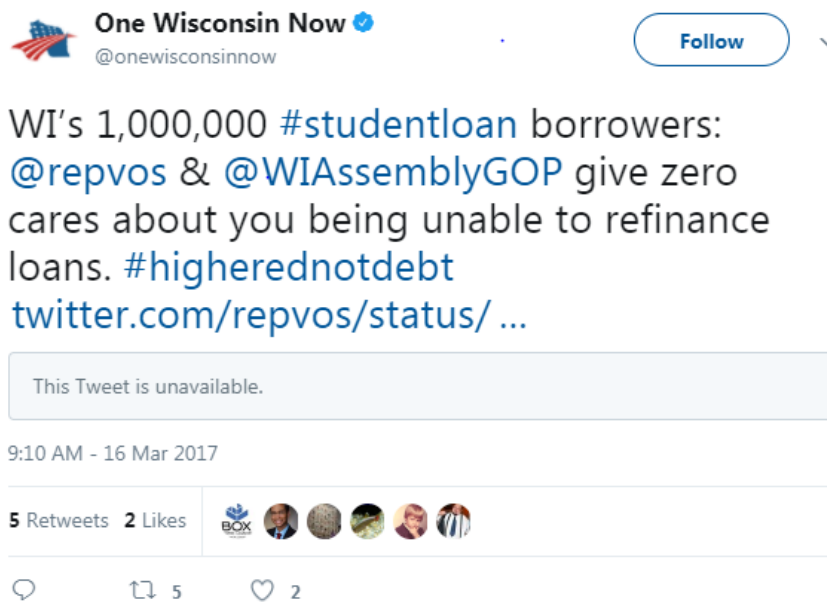 One Wisconsin Now
@onewisconsinnow
Follow
WI's 1,000,000 #studentloan borrowers:
@repvos & @WIAssemblyGOP give zero
cares about you being unable to refinance
loans. #higherednotdebt
twitter.com/repvos/status/ ...
This Tweet is unavailable.
9:10 AM - 16 Mar 2017
5 Retweets 2 Likes
BOX
5 2